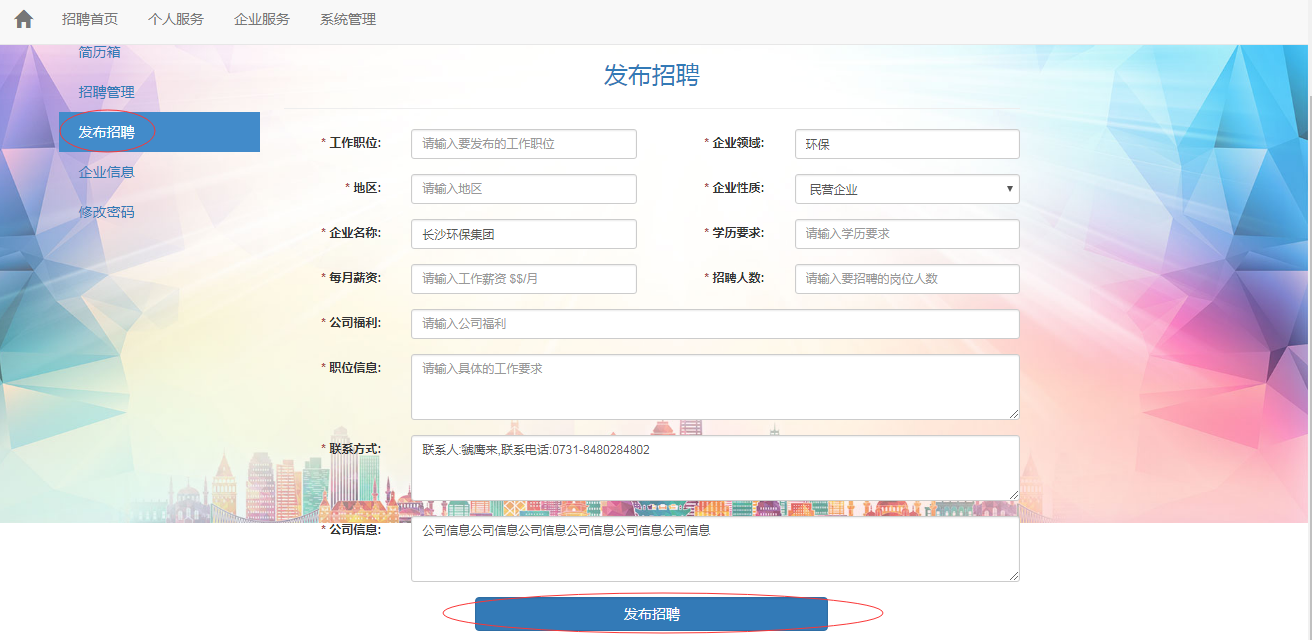 招聘首页 个人服务 企业服务 系统管理
简历箱
招聘管理
发布招聘
企业信息
修改密码
发布招聘
* 工作职位: 请输入要发布的工作职位 * 企业领域: 环保
* 地区: 请输入地区 * 企业性质: 民营企业
* 企业名称: 长沙环保集团 * 学历要求: 请输入学历要求
* 每月薪资: 请输入工作薪资 $$/月 * 招聘人数: 请输入要招聘的岗位人数
* 公司福利: 请输入公司福利
* 职位信息: 请输入具体的工作要求
* 联系方式: 联系人:虢鹰来,联系电话:0731-8480284802
* 公司信息: 公司信息公司信息公司信息公司信息公司信息公司信息
发布招聘